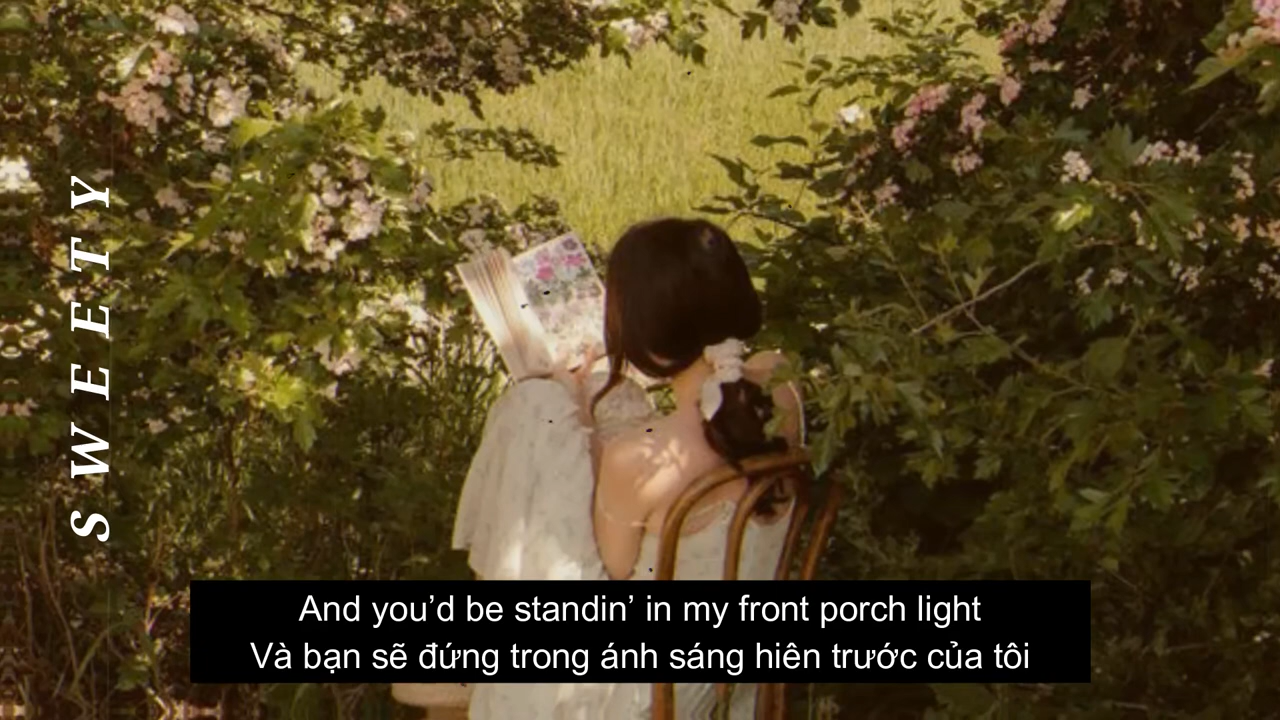 SWEETY
And you’d be standin’ in my front porch light
Và bạn sẽ đứng trong ánh sáng hiên trước của tôi